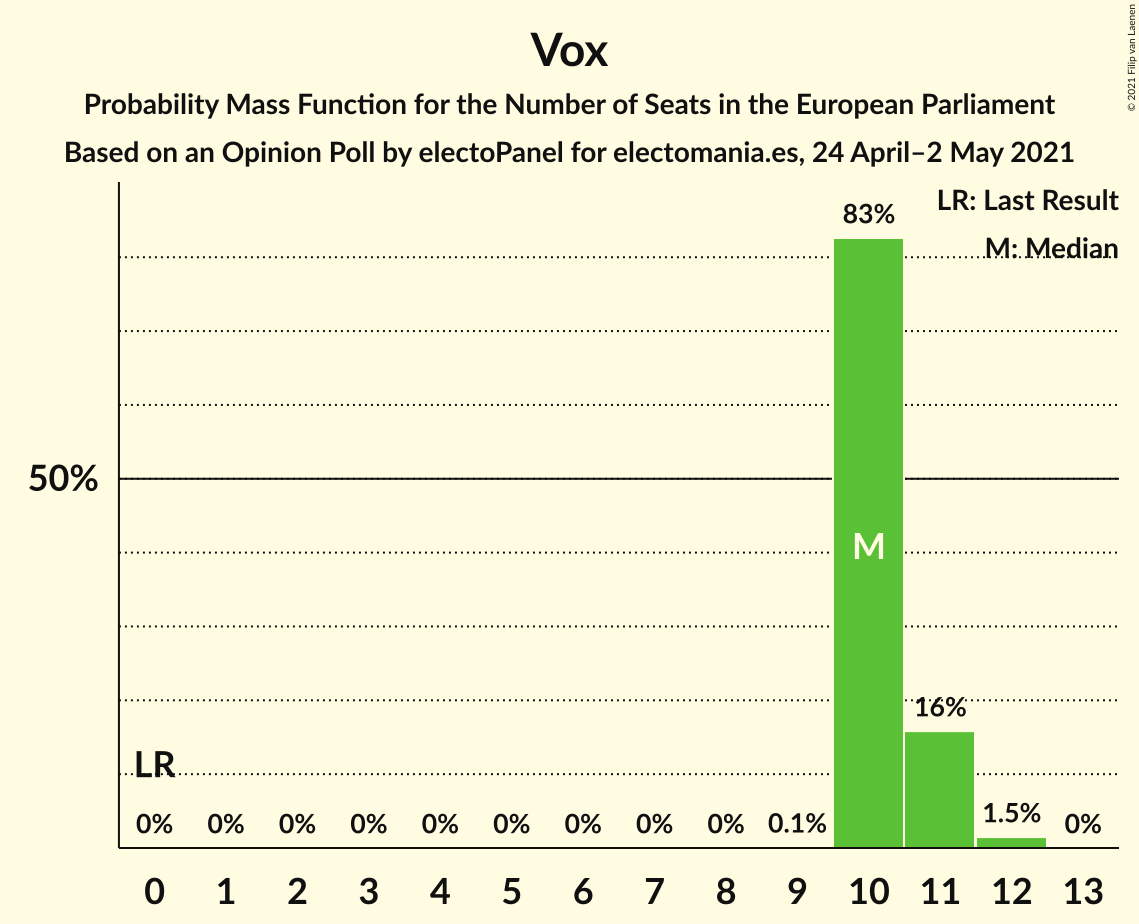 Vox
Probability Mass Function for the Number of Seats in the European Parliament
Based on an Opinion Poll by electoPanel for electomania.es, 24 April–2 May 2021
© 2021 Filip van Laenen
LR: Last Result
M: Median
83%
50%
M
16%
LR
0% 0% 0% 0% 0% 0% 0% 0% 0% 0.1% 1.5% 0%
0 1 2 3 4 5 6 7 8 9 10 11 12 13